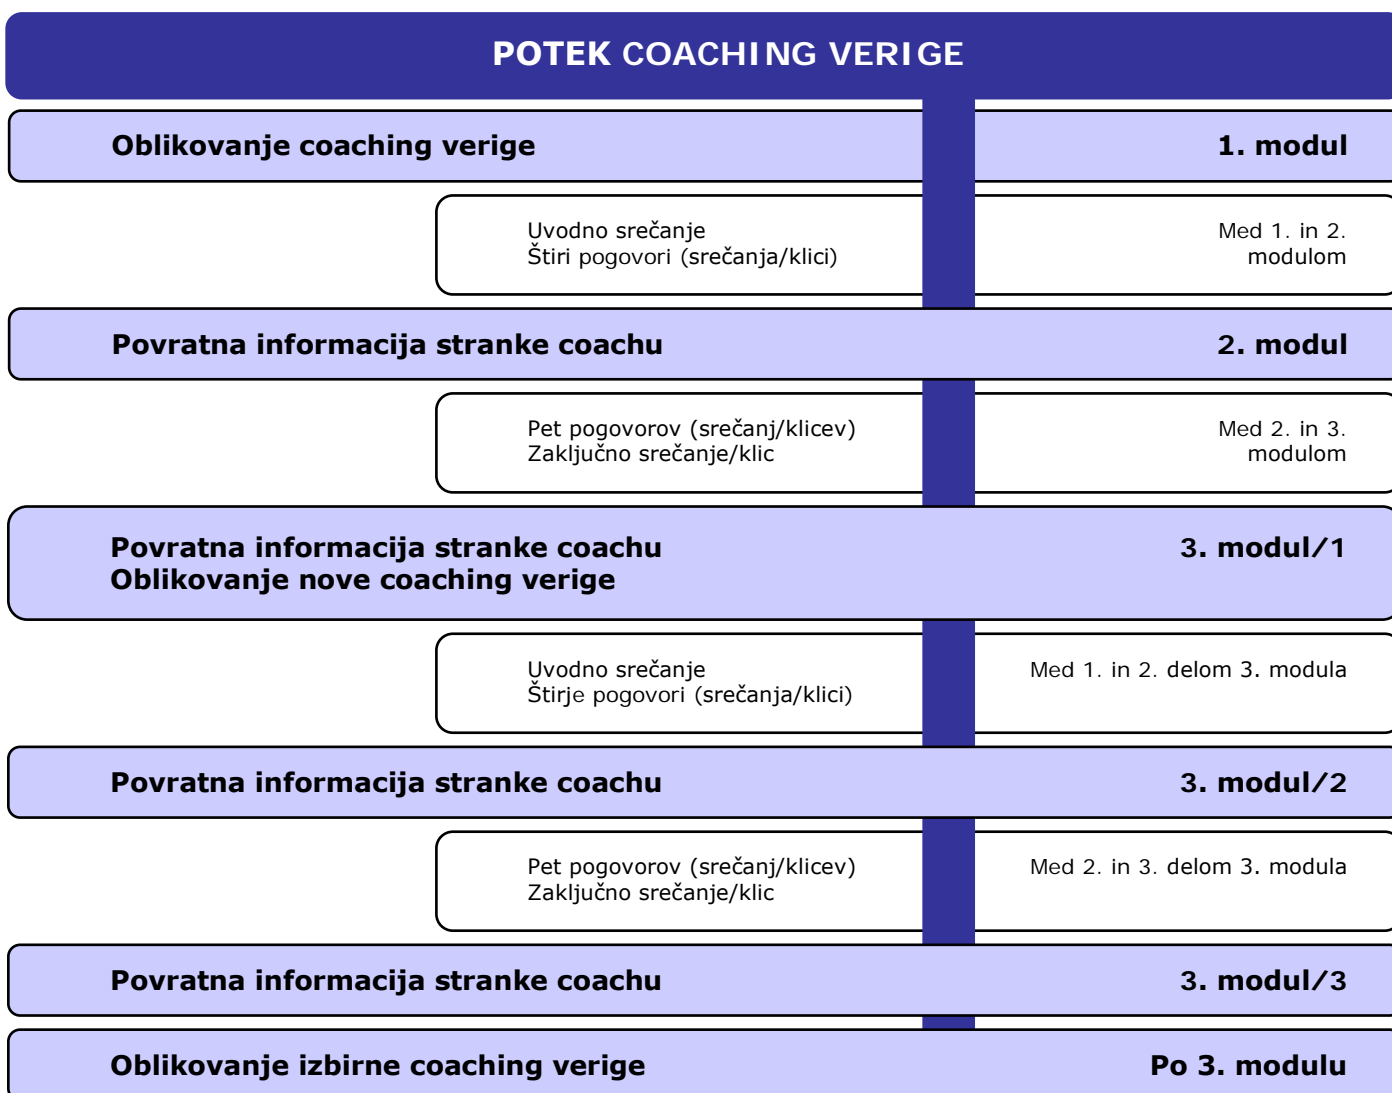 POTEK COACHING VERIGE
Oblikovanje coaching verige 1. modul
Uvodno srečanje Med 1. in 2.
Štiri pogovori (srečanja/klici) modulom
Povratna informacija stranke coachu 2. modul
Pet pogovorov (srečanj/klicev) Med 2. in 3.
Zaključno srečanje/klic modulom
Povratna informacija stranke coachu 3. modul/1
Oblikovanje nove coaching verige
Uvodno srečanje Med 1. in 2. delom 3. modula
Štirje pogovori (srečanja/klici)
Povratna informacija stranke coachu 3. modul/2
Pet pogovorov (srečanj/klicev) Med 2. in 3. delom 3. modula
Zaključno srečanje/klic
Povratna informacija stranke coachu 3. modul/3
Oblikovanje izbirne coaching verige Po 3. modulu